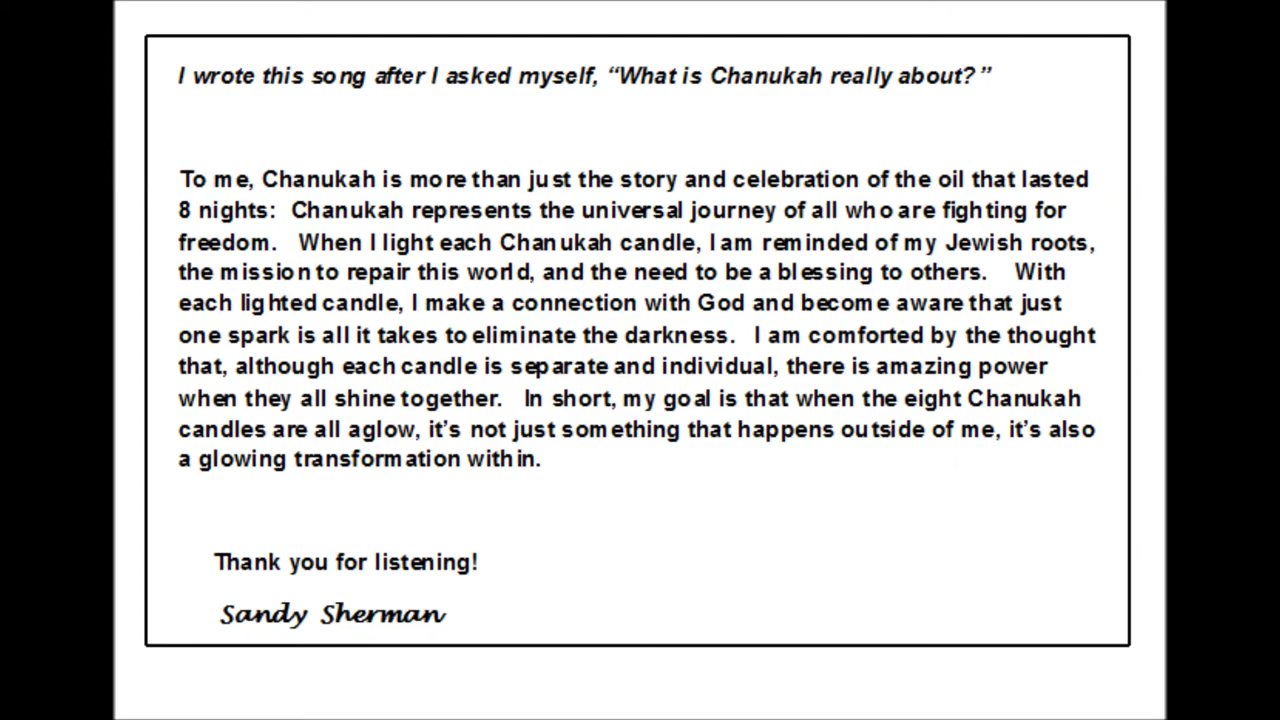 I wrote this song after I asked myself, “What is Chanukah really about?”
To me, Chanukah is more than just the story and celebration of the oil that lasted
8 nights:  Chanukah represents the universal journey of all who are fighting for
freedom.   When I light each Chanukah candle, I am reminded of my Jewish roots,
the mission to repair this world, and the need to be a blessing to others.    With
each lighted candle, I make a connection with God and become aware that just
one spark is all it takes to eliminate the darkness.   I am comforted by the thought
that, although each candle is separate and individual, there is amazing power
when they all shine together.   In short, my goal is that when the eight Chanukah
candles are all aglow, it’s not just something that happens outside of me, it’s also
a glowing transformation within.
Thank you for listening!
Sandy Sherman